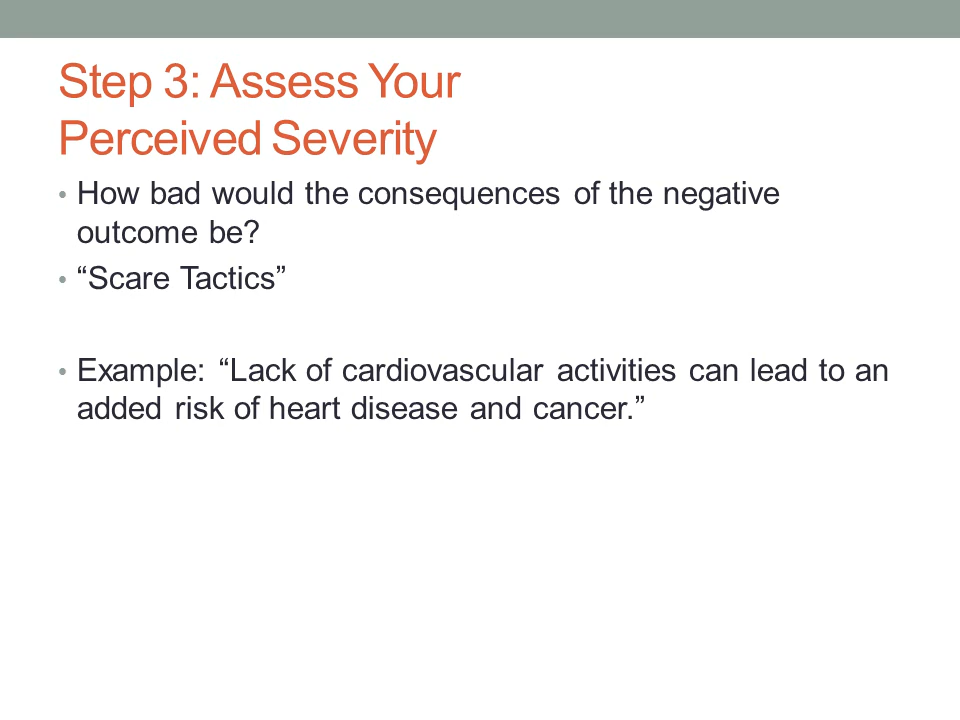 Step 3: Assess Your
Perceived Severity
• How bad would the consequences of the negative
outcome be?
• “Scare Tactics”
• Example: “Lack of cardiovascular activities can lead to an
added risk of heart disease and cancer.”